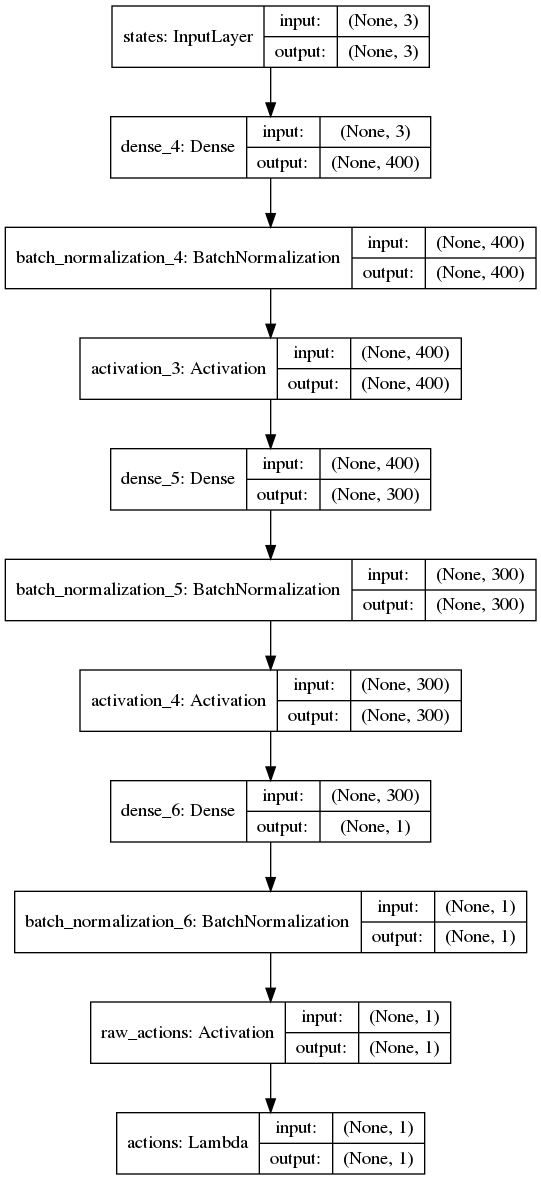 states: InputLayer
input:
(None, 3)
output:
(None, 3)
dense_4: Dense
input:
(None, 3)
output:
(None, 400)
batch_normalization_4: BatchNormalization
input:
(None, 400)
output:
(None, 400)
activation_3: Activation
input:
(None, 400)
output:
(None, 400)
dense_5: Dense
input:
(None, 400)
output:
(None, 300)
batch_normalization_5: BatchNormalization
input:
(None, 300)
output:
(None, 300)
activation_4: Activation
input:
(None, 300)
output:
(None, 300)
dense_6: Dense
input:
(None, 300)
output:
(None, 1)
batch_normalization_6: BatchNormalization
input:
(None, 1)
output:
(None, 1)
raw_actions: Activation
input:
(None, 1)
output:
(None, 1)
actions: Lambda
input:
(None, 1)
output:
(None, 1)